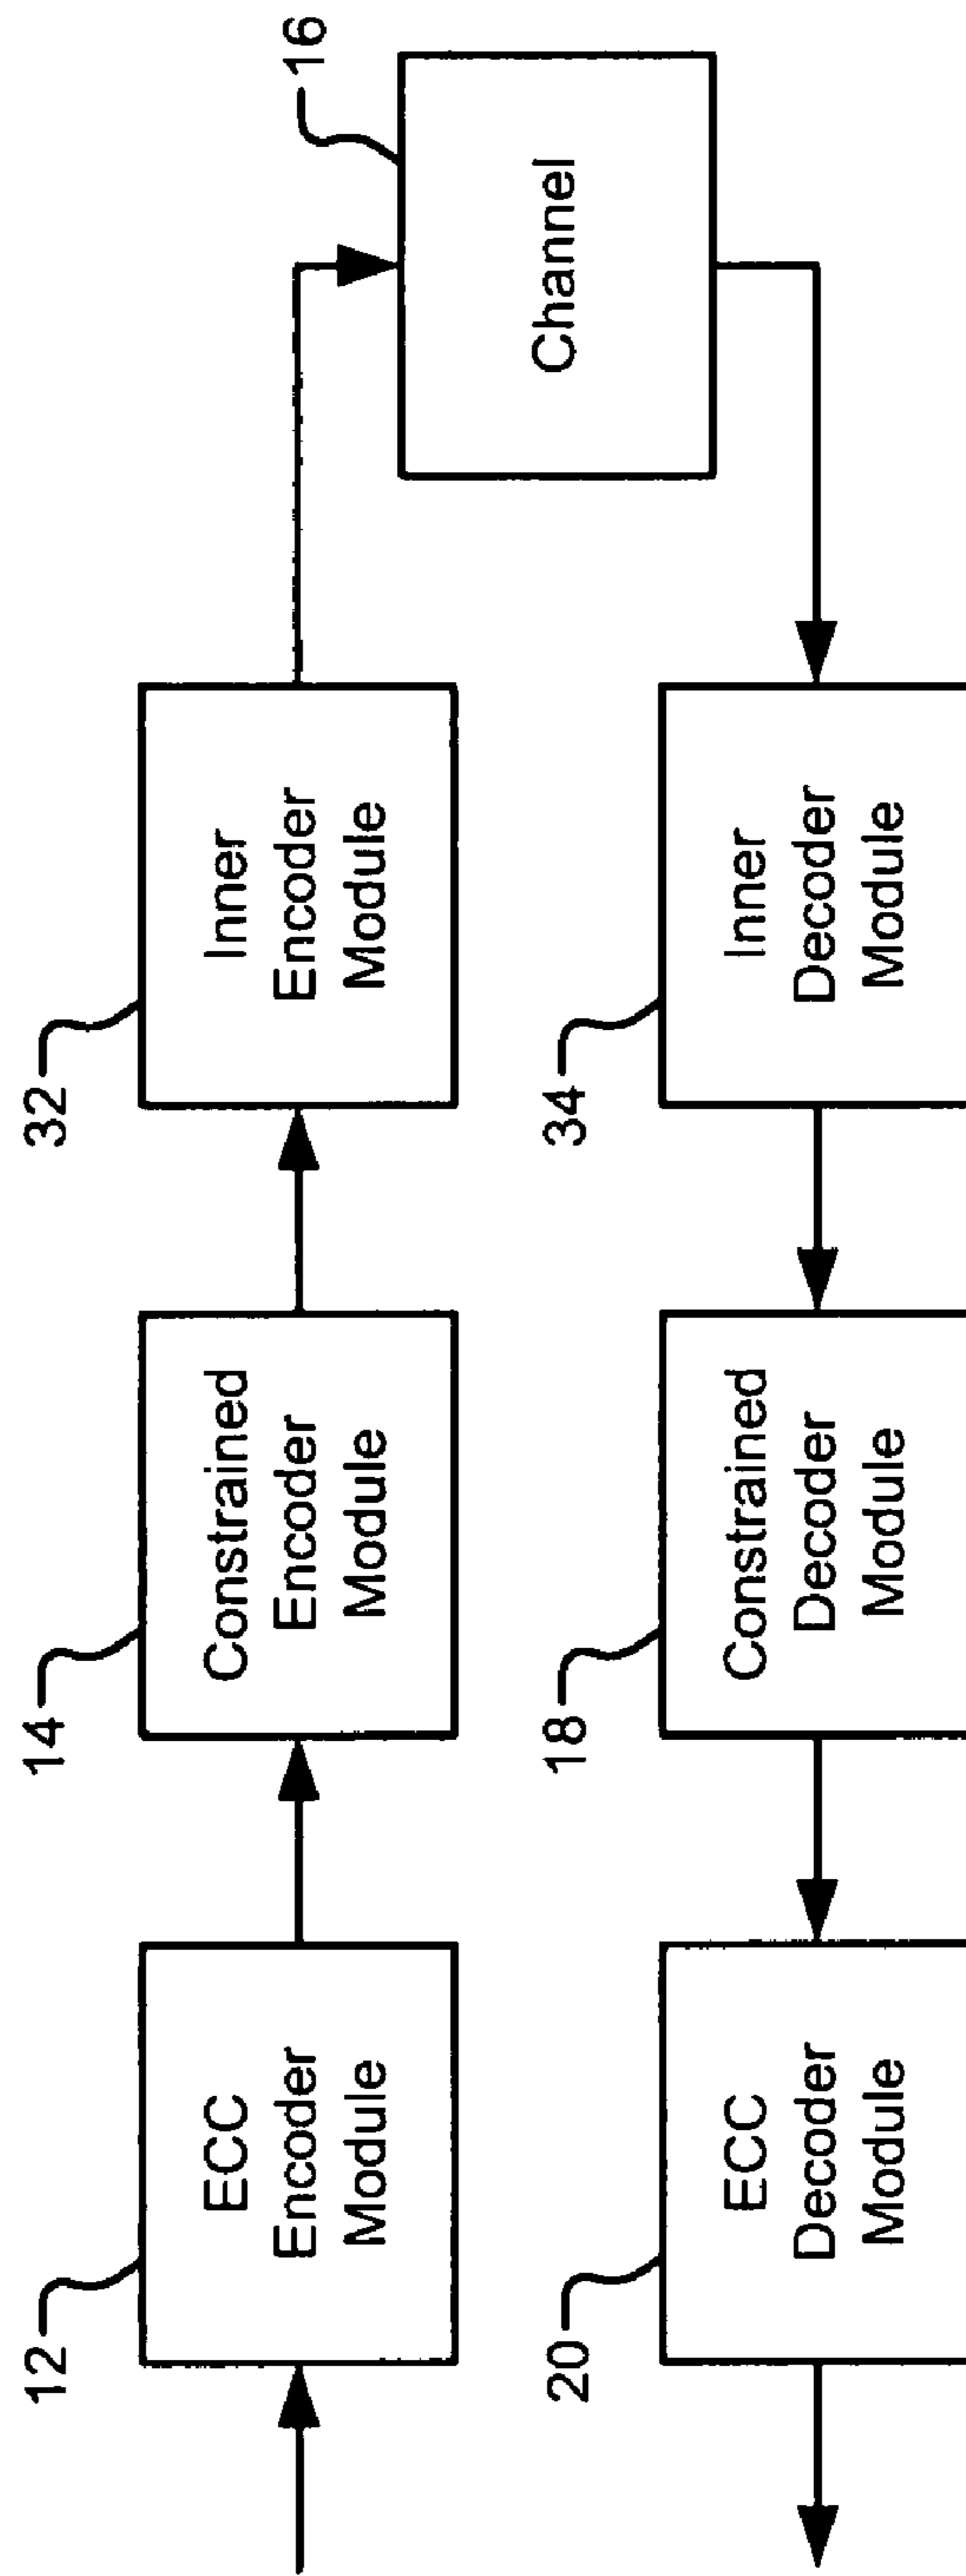 12
ECC
Encoder
Module
14
Constrained
Encoder
Module
32
Inner
Encoder
Module
16
Channel
20
ECC
Decoder
Module
18
Constrained
Decoder
Module
34
Inner
Decoder
Module